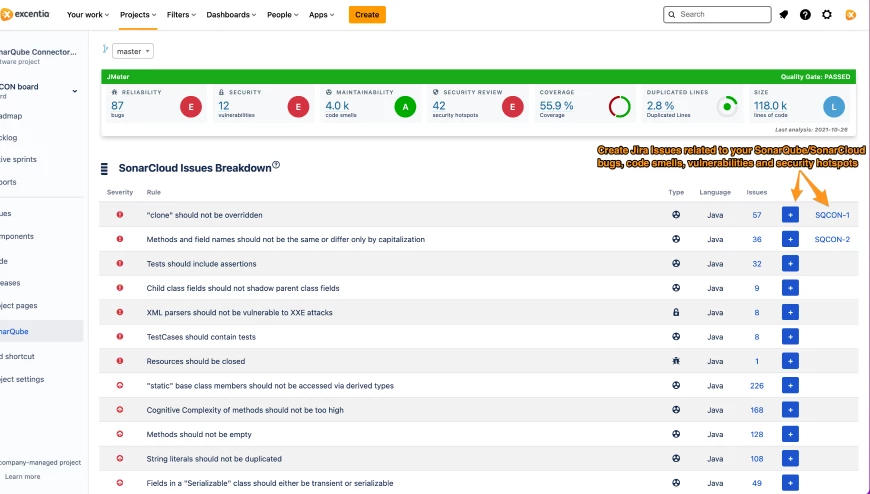 excentia Your work Projects Filters Dashboards People Apps Create Search
narQube Connector...
tware project
CON board
rd
admap
cklog
tive sprints
ports
ues
mponents
de
eases
ject pages
narQube
d shortcut
ject settings
company-managed project
Learn more
master
JMeter Quality Gate: PASSED
RELIABILITY SECURITY MAINTAINABILITY SECURITY REVIEW COVERAGE DUPLICATED LINES SIZE
87 E 12 E 4.0 k A 42 E 55.9 % 2.8 % 118.0 k L
bugs vulnerabilities code smells security hotspots Coverage Duplicated Lines lines of code
Last analysis: 2021-10-26
Create Jira Issues related to your SonarQube/SonarCloud
bugs, code smells, vulnerabilities and security hotspots
SonarCloud Issues Breakdown
Severity Rule Type Language Issues
"clone" should not be overridden Java 57 + SQCON-1
Methods and field names should not be the same or differ only by capitalization Java 36 + SQCON-2
Tests should include assertions Java 32 +
Child class fields should not shadow parent class fields Java 9 +
XML parsers should not be vulnerable to XXE attacks Java 8 +
TestCases should contain tests Java 8 +
Resources should be closed Java 1 +
"static" base class members should not be accessed via derived types Java 226 +
Cognitive Complexity of methods should not be too high Java 168 +
Methods should not be empty Java 128 +
String literals should not be duplicated Java 108 +
Fields in a "Serializable" class should either be transient or serializable Java 49 +